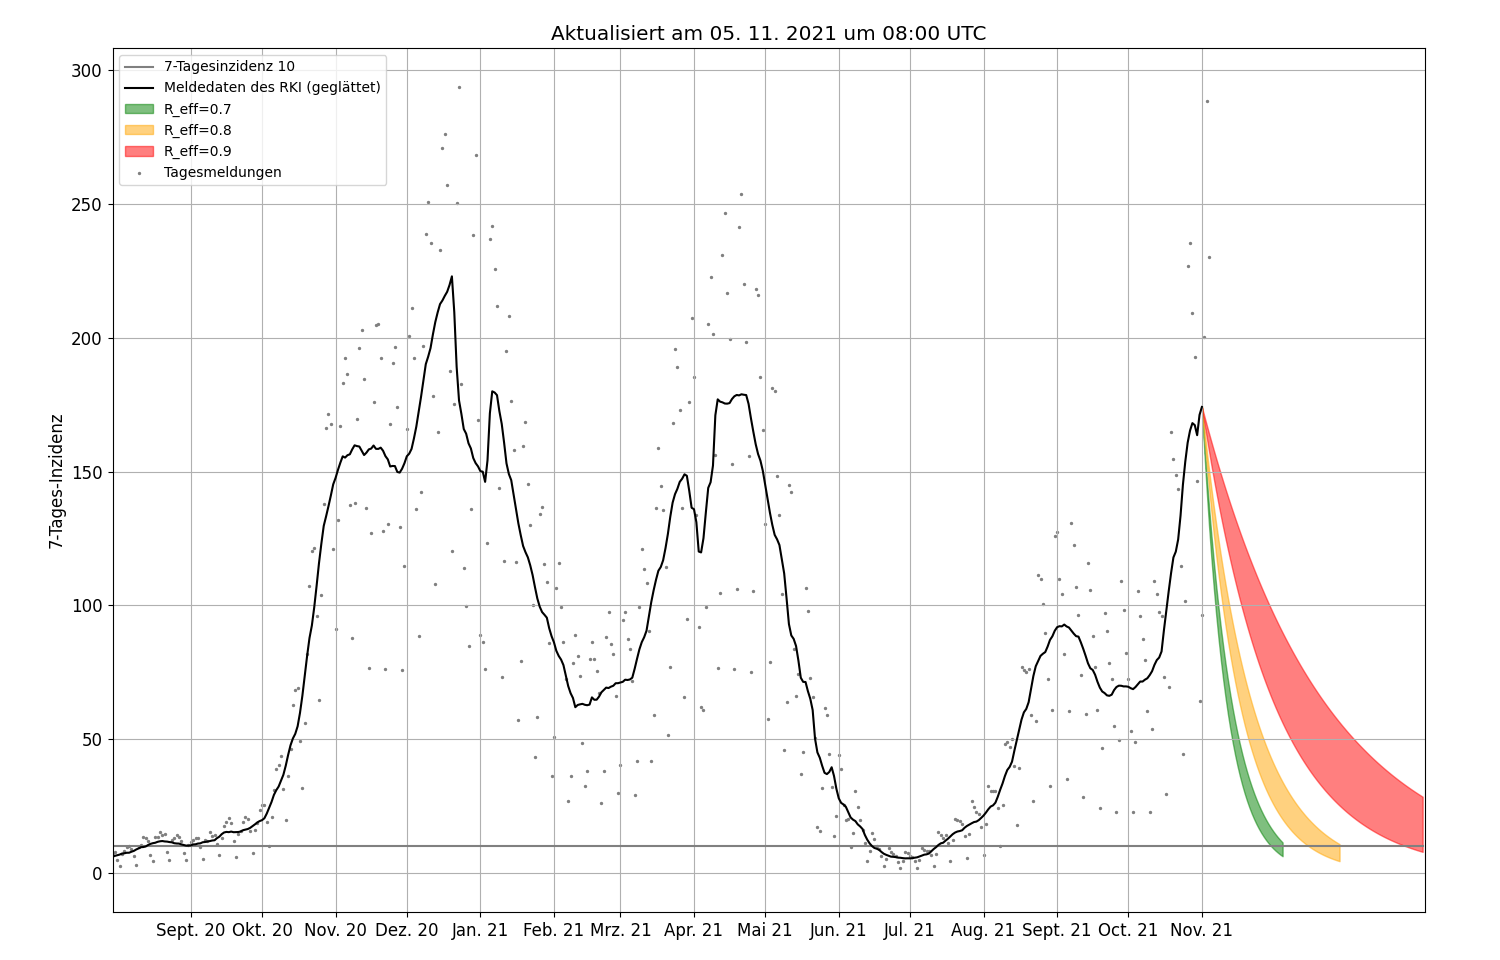 Aktualisiert am 05. 11. 2021 um 08:00 UTC
7-Tagesinzidenz 10
Meldedaten des RKI (geglättet)
R_eff=0.7
R_eff=0.8
R_eff=0.9
Tagesmeldungen
7-Tages-Inzidenz
300
250
200
150
100
50
0
Sept. 20 Okt. 20 Nov. 20 Dez. 20 Jan. 21 Feb. 21 Mrz. 21 Apr. 21 Mai 21 Jun. 21 Jul. 21 Aug. 21 Sept. 21 Oct. 21 Nov. 21